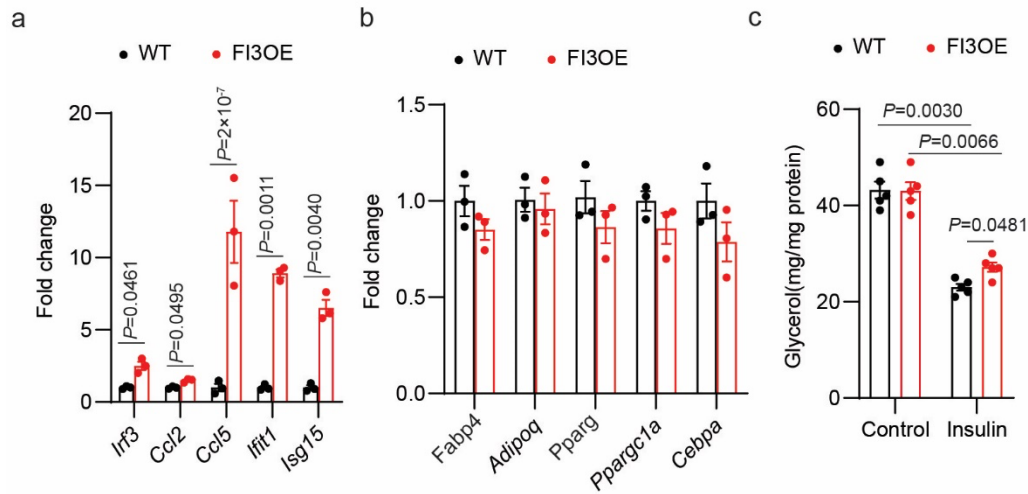 a
WT
FI3OE
Fold change
20
15
10
5
0
P=0.0461
P=0.0495
P=2×10⁻⁷
P=0.0011
P=0.0040
Irf3
Ccl2
Ccl5
Ifit1
Isg15
b
WT
FI3OE
Fold change
1.5
1.0
0.5
0.0
Fabp4
Adipoq
Pparg
Ppargc1a
Cebpa
c
WT
FI3OE
Glycerol(mg/mg protein)
60
40
20
0
P=0.0030
P=0.0066
P=0.0481
Control
Insulin